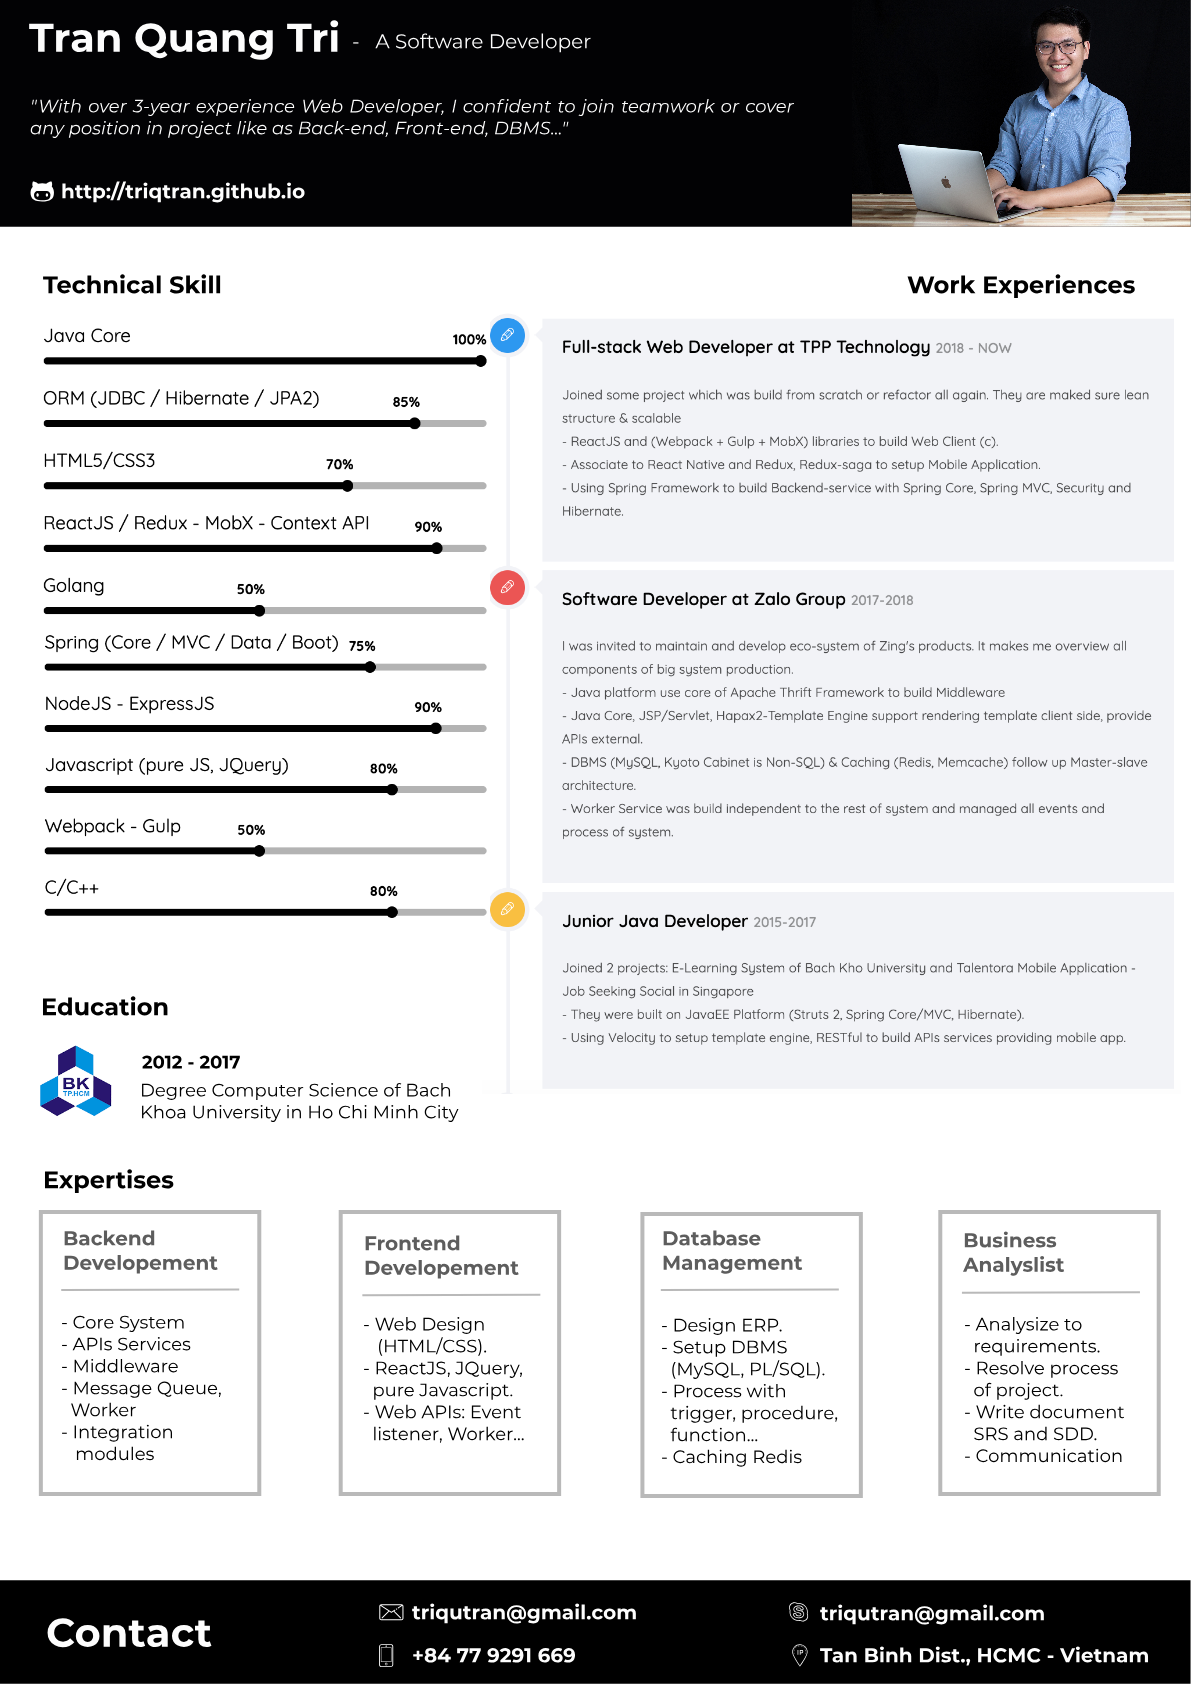 Tran Quang Tri - A Software Developer
"With over 3-year experience Web Developer, I confident to join teamwork or cover
any position in project like as Back-end, Front-end, DBMS..."
http://triqtran.github.io
Technical Skill
Java Core 100%
ORM (JDBC / Hibernate / JPA2) 85%
HTML5/CSS3 70%
ReactJS / Redux - MobX - Context API 90%
Golang 50%
Spring (Core / MVC / Data / Boot) 75%
NodeJS - ExpressJS 90%
Javascript (pure JS, JQuery) 80%
Webpack - Gulp 50%
C/C++ 80%
Work Experiences
Full-stack Web Developer at TPP Technology 2018 - NOW
Joined some project which was build from scratch or refactor all again. They are maked sure lean
structure & scalable
- ReactJS and (Webpack + Gulp + MobX) libraries to build Web Client (c).
- Associate to React Native and Redux, Redux-saga to setup Mobile Application.
- Using Spring Framework to build Backend-service with Spring Core, Spring MVC, Security and
Hibernate.
Software Developer at Zalo Group 2017-2018
I was invited to maintain and develop eco-system of Zing's products. It makes me overview all
components of big system production.
- Java platform use core of Apache Thrift Framework to build Middleware
- Java Core, JSP/Servlet, Hapax2-Template Engine support rendering template client side, provide
APIs external.
- DBMS (MySQL, Kyoto Cabinet is Non-SQL) & Caching (Redis, Memcache) follow up Master-slave
architecture.
- Worker Service was build independent to the rest of system and managed all events and
process of system.
Junior Java Developer 2015-2017
Joined 2 projects: E-Learning System of Bach Kho University and Talentora Mobile Application -
Job Seeking Social in Singapore
- They were built on JavaEE Platform (Struts 2, Spring Core/MVC, Hibernate).
- Using Velocity to setup template engine, RESTful to build APIs services providing mobile app.
Education
BK
TP.HCM
2012 - 2017
Degree Computer Science of Bach
Khoa University in Ho Chi Minh City
Expertises
Backend
Developement
- Core System
- APIs Services
- Middleware
- Message Queue,
Worker
- Integration
modules
Frontend
Developement
- Web Design
(HTML/CSS).
- ReactJS, JQuery,
pure Javascript.
- Web APIs: Event
listener, Worker...
Database
Management
- Design ERP.
- Setup DBMS
(MySQL, PL/SQL).
- Process with
trigger, procedure,
function...
- Caching Redis
Business
Analyslist
- Analysize to
requirements.
- Resolve process
of project.
- Write document
SRS and SDD.
- Communication
Contact
triqutran@gmail.com
+84 77 9291 669
triqutran@gmail.com
IP
Tan Binh Dist., HCMC - Vietnam